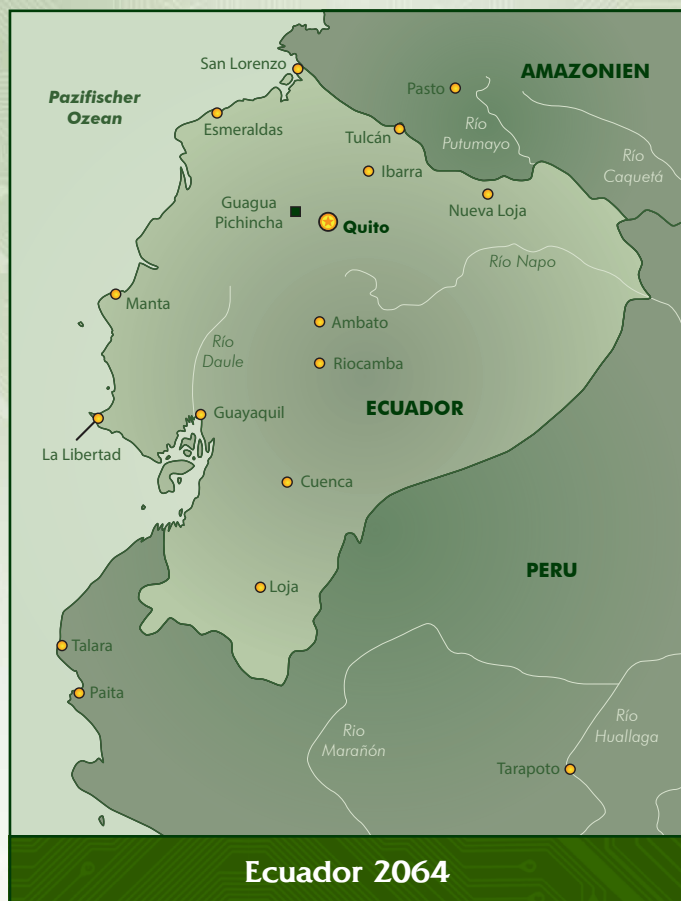 San Lorenzo
AMAZONIEN
Pazifischer
Ozean
Pasto
Esmeraldas
Tulcán
Río
Putumayo
Río
Caquetá
Ibarra
Guagua
Pichincha
Nueva Loja
Quito
Río Napo
Manta
Ambato
Río
Daule
Riocamba
Guayaquil
ECUADOR
La Libertad
Cuenca
PERU
Loja
Talara
Paita
Río
Marañón
Río
Huallaga
Tarapoto
Ecuador 2064